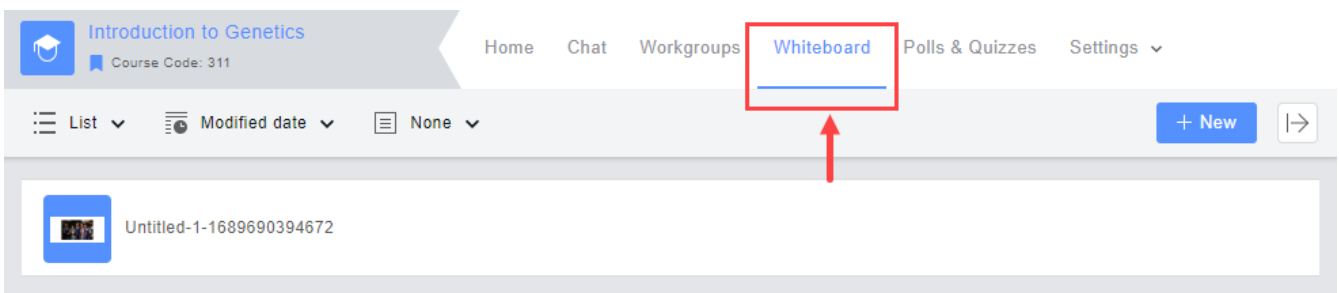 Introduction to Genetics
Course Code: 311
Home Chat Workgroups Whiteboard Polls & Quizzes Settings
List Modified date None + New
Untitled-1-1689690394672